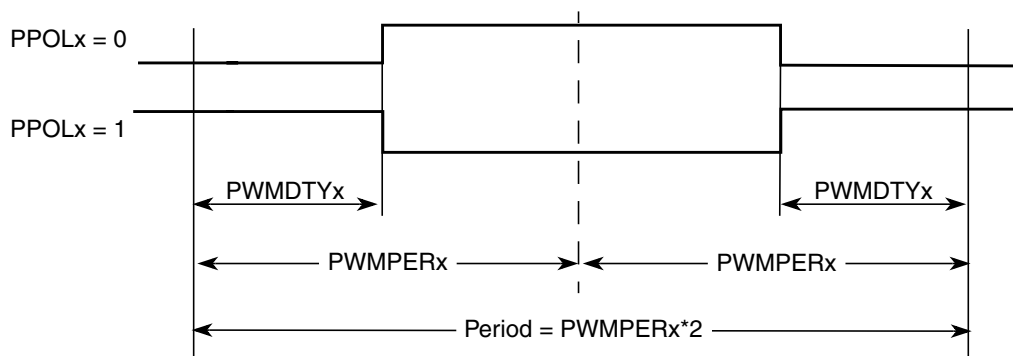 PPOLx = 0
PPOLx = 1
PWMDTYx
PWMDTYx
PWMPERx
PWMPERx
Period = PWMPERx*2